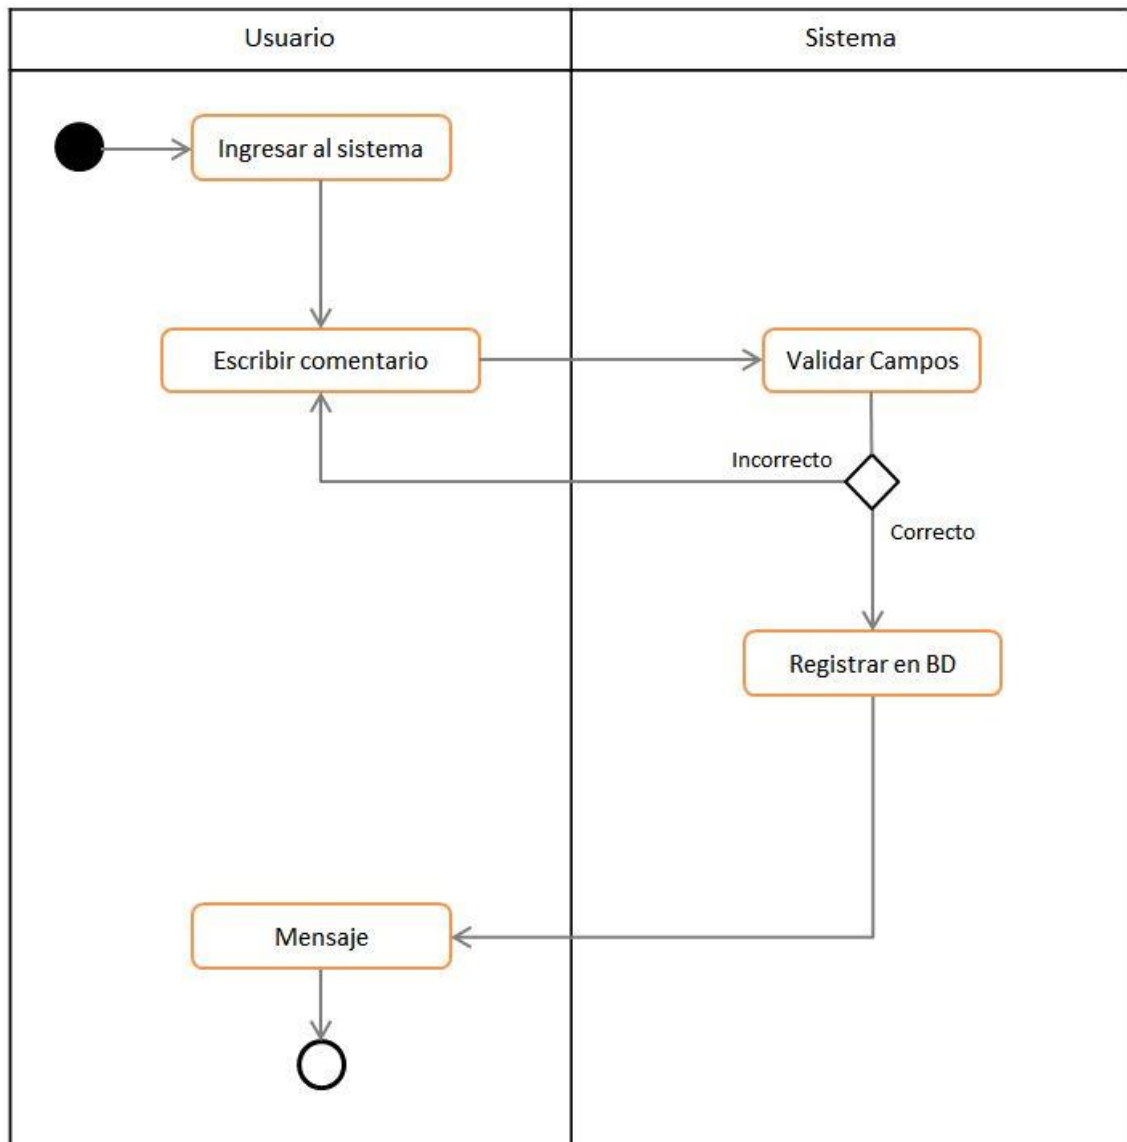 Usuario
Sistema
Ingresar al sistema
Escribir comentario
Validar Campos
Incorrecto
Correcto
Registrar en BD
Mensaje